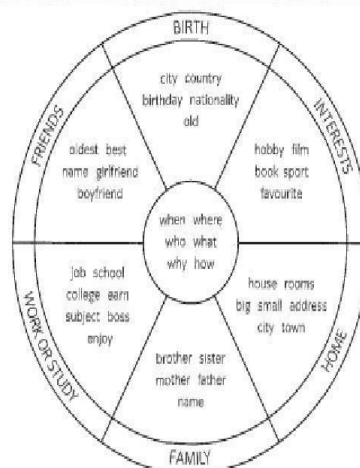 BIRTH
city country
birthday nationality
old
INTERESTS
hobby film
book sport
favourite
HOME
house rooms
big small address
city town
FAMILY
brother sister
mother father
name
WORK OR STUDY
job school
college earn
subject boss
enjoy
FRIENDS
oldest best
name girlfriend
boyfriend
when where
who what
why how